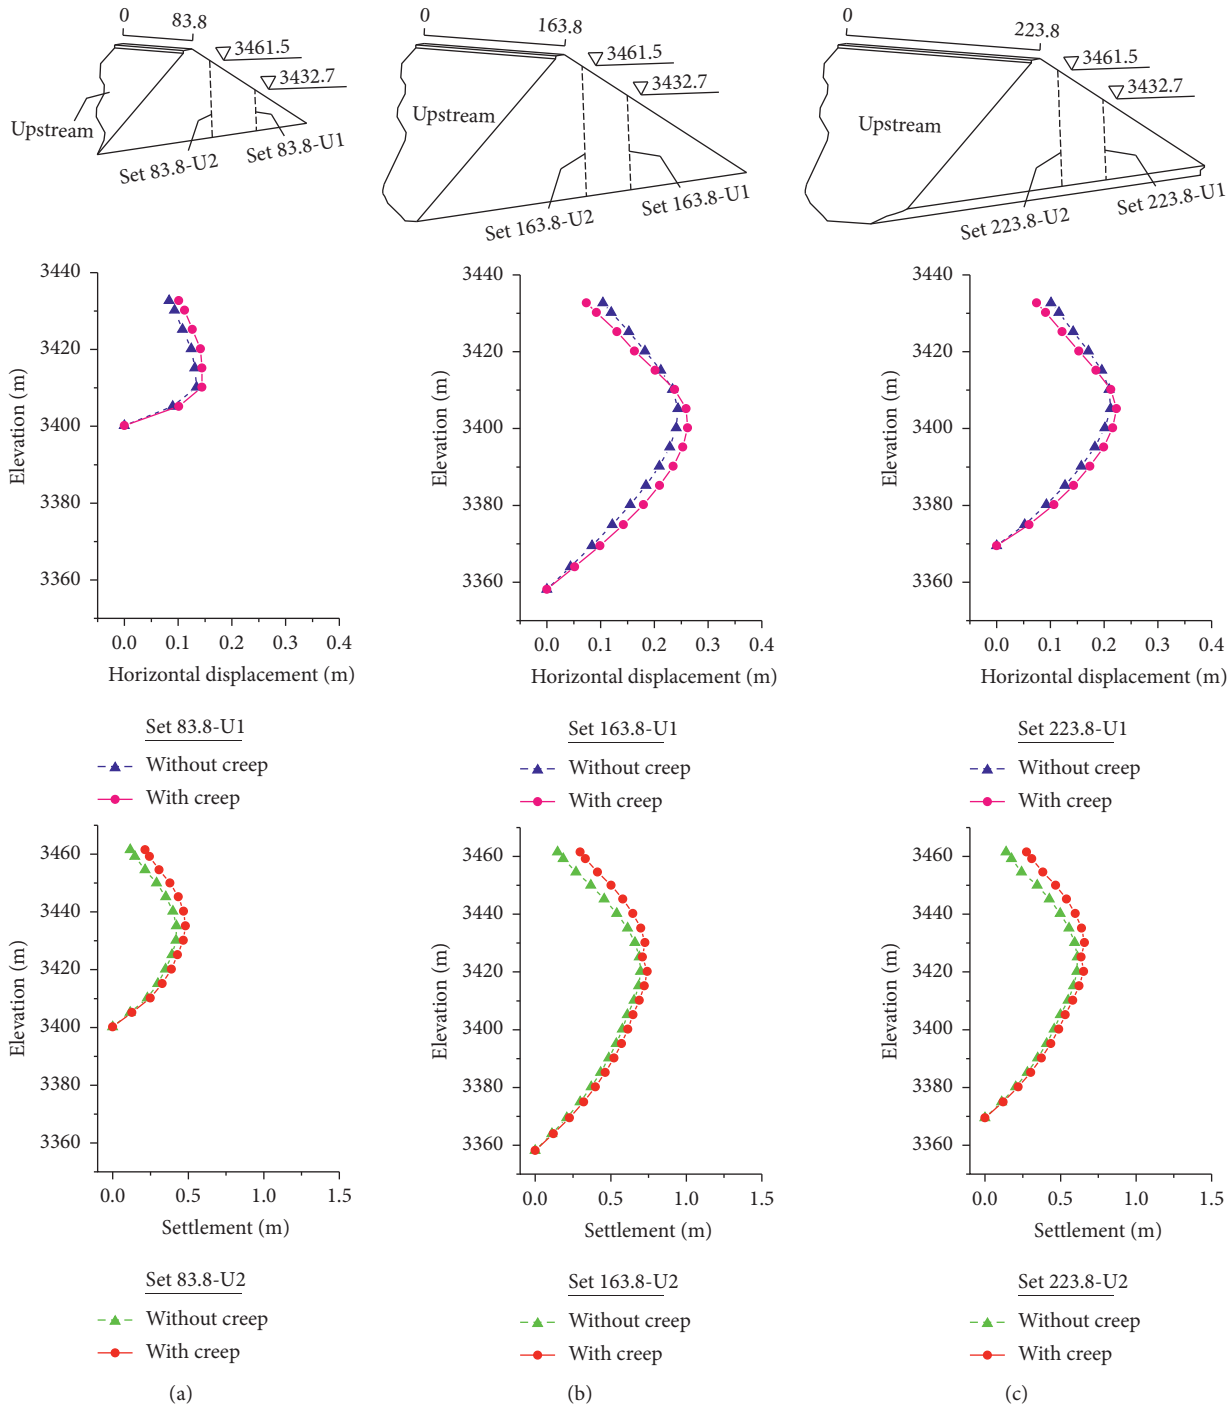 0
83.8
3461.5
3432.7
Upstream
Set 83.8-U2
Set 83.8-U1
0
163.8
3461.5
3432.7
Upstream
Set 163.8-U2
Set 163.8-U1
0
223.8
3461.5
3432.7
Upstream
Set 223.8-U2
Set 223.8-U1
3440
3420
3400
3380
3360
Elevation (m)
0.0 0.1 0.2 0.3 0.4
Horizontal displacement (m)
Set 83.8-U1
Without creep
With creep
3440
3420
3400
3380
3360
Elevation (m)
0.0 0.1 0.2 0.3 0.4
Horizontal displacement (m)
Set 163.8-U1
Without creep
With creep
3440
3420
3400
3380
3360
Elevation (m)
0.0 0.1 0.2 0.3 0.4
Horizontal displacement (m)
Set 223.8-U1
Without creep
With creep
3460
3440
3420
3400
3380
3360
Elevation (m)
0.0 0.5 1.0 1.5
Settlement (m)
Set 83.8-U2
Without creep
With creep
(a)
3460
3440
3420
3400
3380
3360
Elevation (m)
0.0 0.5 1.0 1.5
Settlement (m)
Set 163.8-U2
Without creep
With creep
(b)
3460
3440
3420
3400
3380
3360
Elevation (m)
0.0 0.5 1.0 1.5
Settlement (m)
Set 223.8-U2
Without creep
With creep
(c)